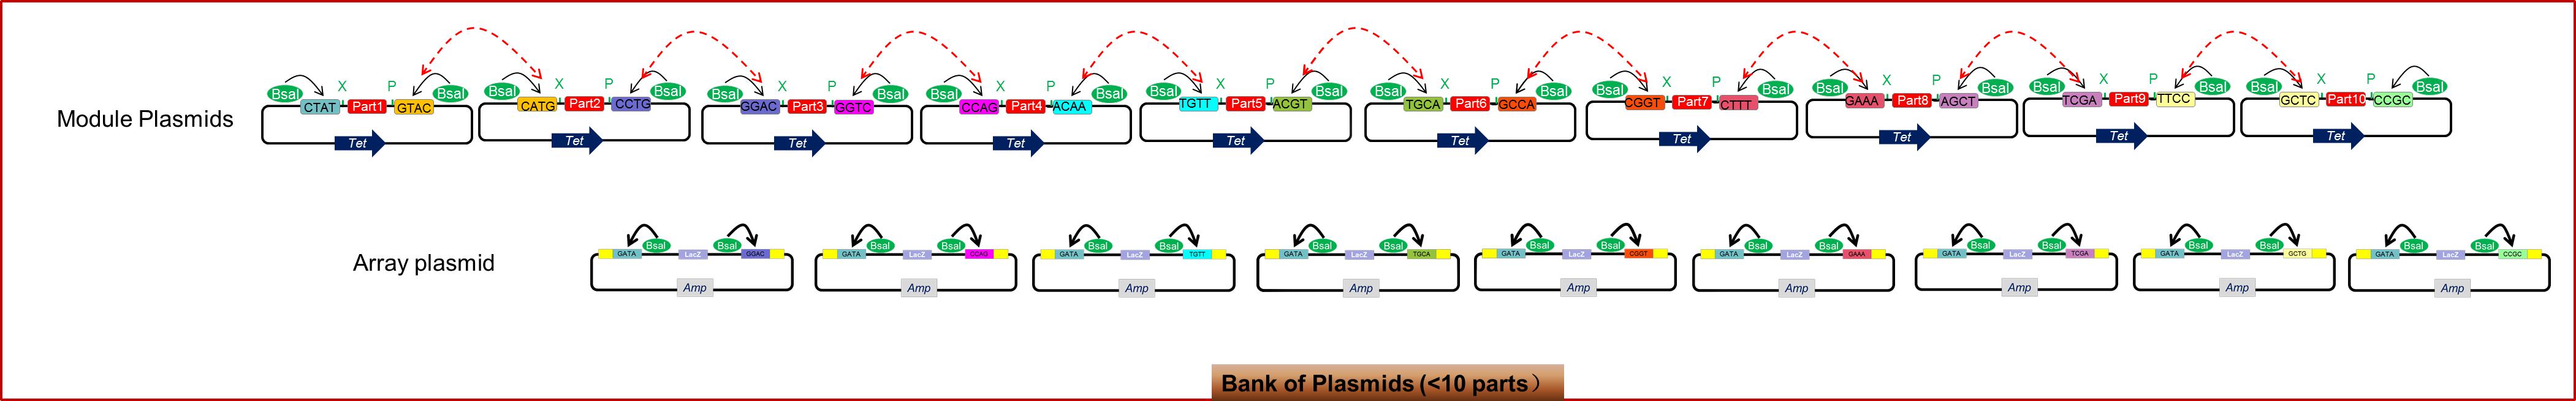 Module Plasmids
BsaI CTAT X Part1 P GTAC BsaI
Tet
BsaI CATG X Part2 P CCTG BsaI
Tet
BsaI GGAC X Part3 P GGTC BsaI
Tet
BsaI CCAG X Part4 P ACAA BsaI
Tet
BsaI TGTT X Part5 P ACGT BsaI
Tet
BsaI TGCA X Part6 P GCCA BsaI
Tet
BsaI CGGT X Part7 P CTTT BsaI
Tet
BsaI GAAA X Part8 P AGCT BsaI
Tet
BsaI TCGA X Part9 P TTCC BsaI
Tet
BsaI GCTC X Part10 P CCGC BsaI
Tet
Array plasmid
GATA BsaI LacZ BsaI GGAC
Amp
GATA BsaI LacZ BsaI CCAG
Amp
GATA BsaI LacZ BsaI TGTT
Amp
GATA BsaI LacZ BsaI TGCA
Amp
GATA BsaI LacZ BsaI CGGT
Amp
GATA BsaI LacZ BsaI GAAA
Amp
GATA BsaI LacZ BsaI TCGA
Amp
GATA BsaI LacZ BsaI GCTG
Amp
GATA BsaI LacZ BsaI CCGC
Amp
Bank of Plasmids (<10 parts）